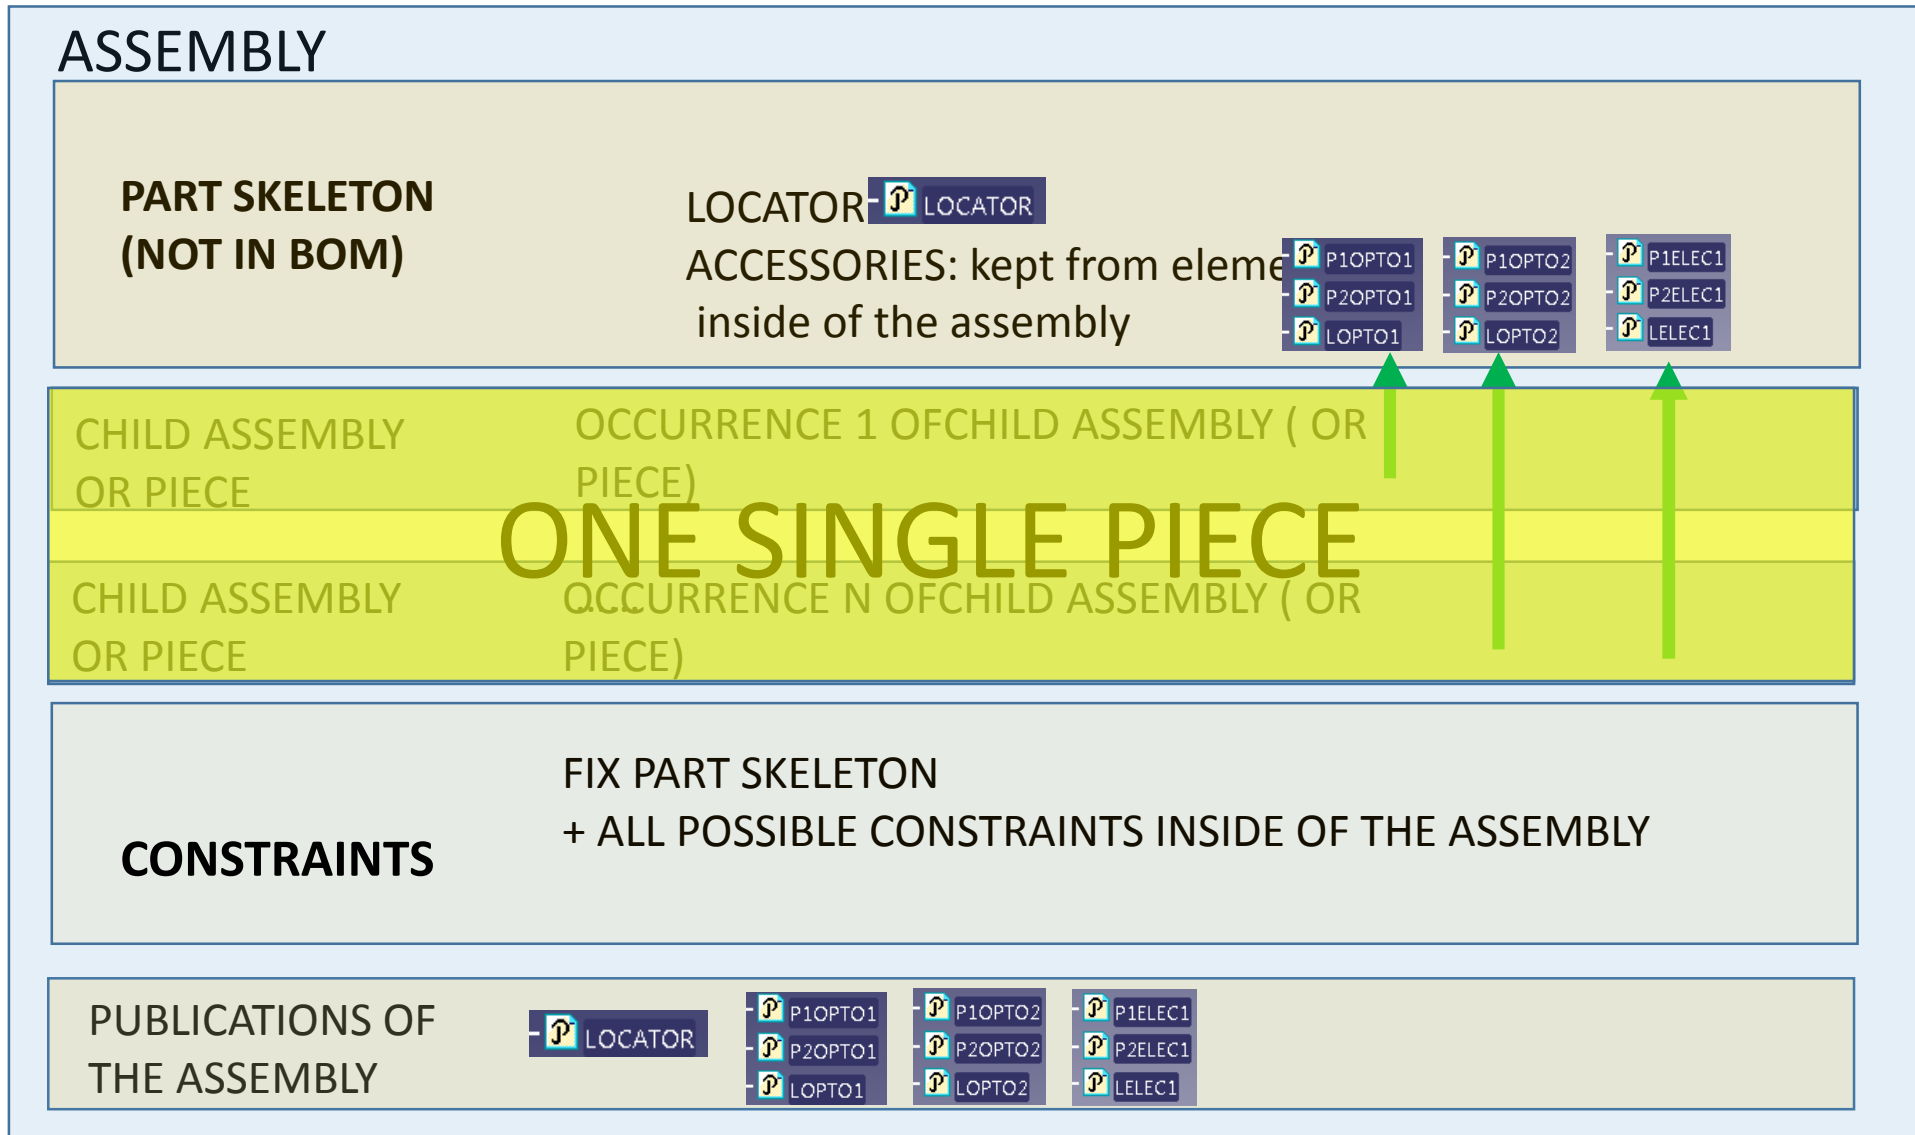 ASSEMBLY
PART SKELETON
(NOT IN BOM)
LOCATOR
LOCATOR
ACCESSORIES: kept from eleme
inside of the assembly
P1OPTO1
P2OPTO1
LOPTO1
P1OPTO2
P2OPTO2
LOPTO2
P1ELEC1
P2ELEC1
LELEC1
CHILD ASSEMBLY
OR PIECE
OCCURRENCE 1 OFCHILD ASSEMBLY ( OR
PIECE)
ONE SINGLE PIECE
CHILD ASSEMBLY
OR PIECE
......
OCCURRENCE N OFCHILD ASSEMBLY ( OR
PIECE)
CONSTRAINTS
FIX PART SKELETON
+ ALL POSSIBLE CONSTRAINTS INSIDE OF THE ASSEMBLY
PUBLICATIONS OF
THE ASSEMBLY
LOCATOR
P1OPTO1
P2OPTO1
LOPTO1
P1OPTO2
P2OPTO2
LOPTO2
P1ELEC1
P2ELEC1
LELEC1